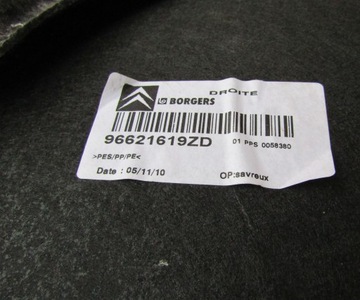 DROITE
BORGERS
96621619ZD
01 PPS 0058380
>PES/PP/PE<
Date : 05/11/10
OP:savreux